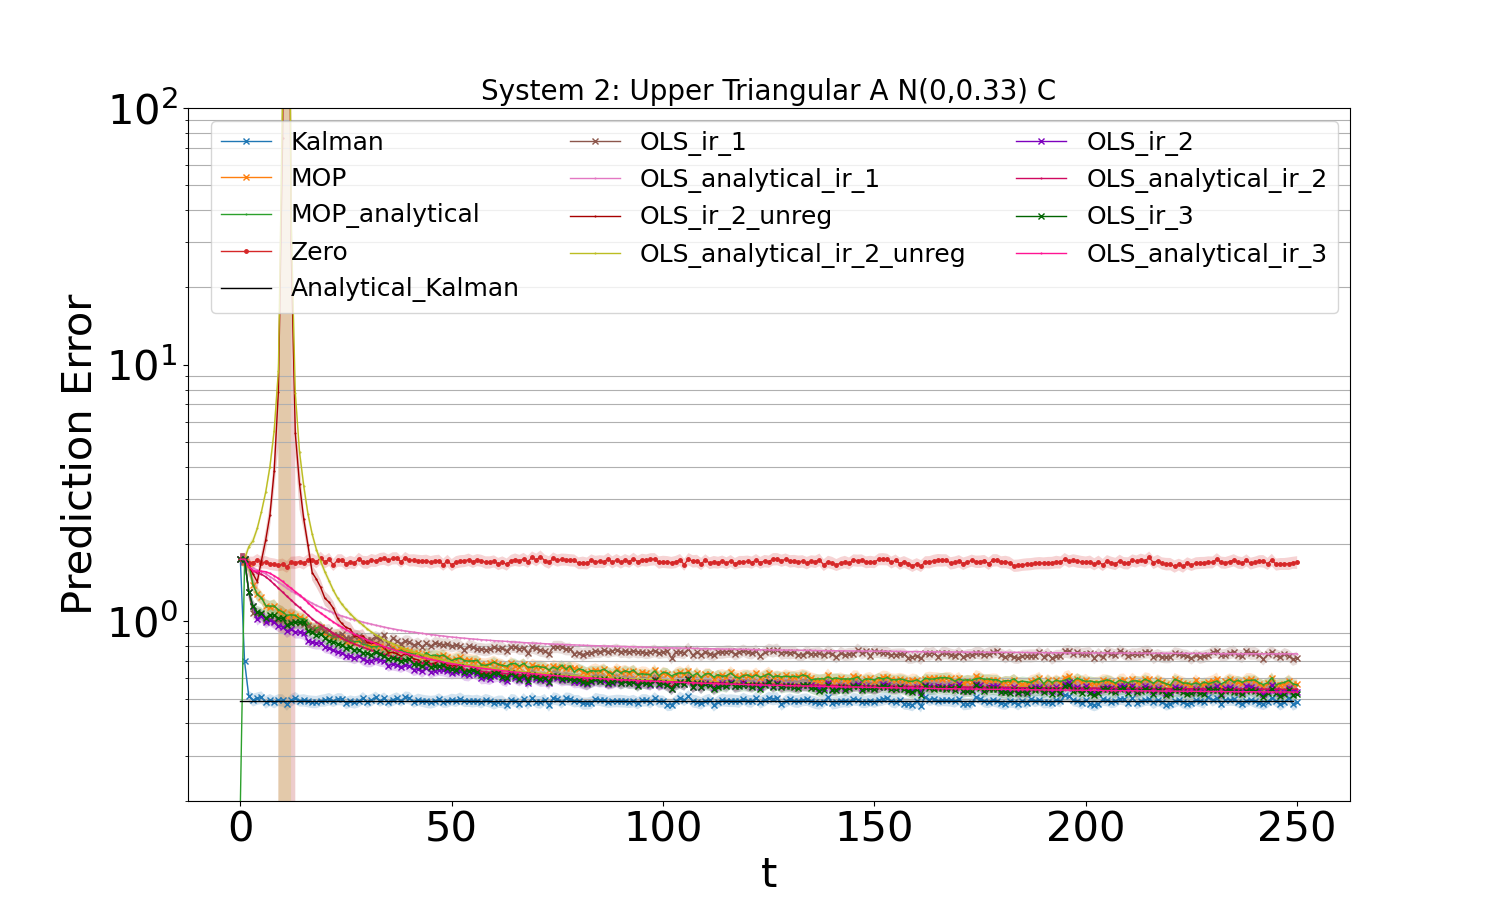 System 2: Upper Triangular A N(0,0.33) C
10²
10¹
10⁰
Prediction Error
Kalman
MOP
MOP_analytical
Zero
Analytical_Kalman
OLS_ir_1
OLS_analytical_ir_1
OLS_ir_2_unreg
OLS_analytical_ir_2_unreg
OLS_ir_2
OLS_analytical_ir_2
OLS_ir_3
OLS_analytical_ir_3
0 50 100 150 200 250
t